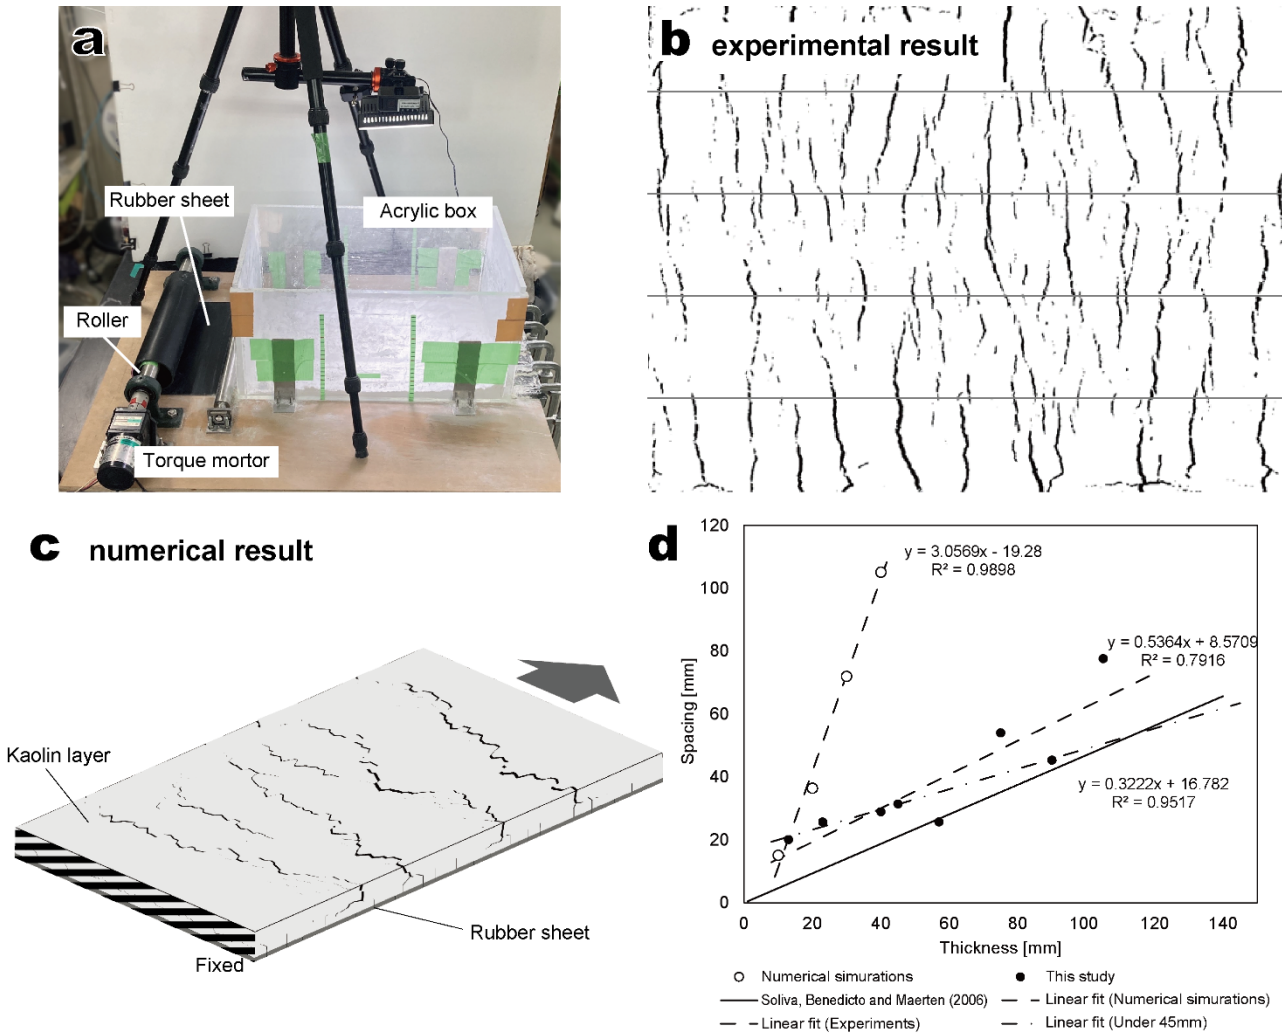 a
Rubber sheet
Acrylic box
Roller
Torque mortor
b experimental result
c numerical result
Kaolin layer
Rubber sheet
Fixed
d
120
100
80
60
40
20
0
Spacing [mm]
y = 3.0569x - 19.28
R² = 0.9898
y = 0.5364x + 8.5709
R² = 0.7916
y = 0.3222x + 16.782
R² = 0.9517
0 20 40 60 80 100 120 140
Thickness [mm]
Numerical simurations
This study
Soliva, Benedicto and Maerten (2006)
Linear fit (Numerical simurations)
Linear fit (Experiments)
Linear fit (Under 45mm)